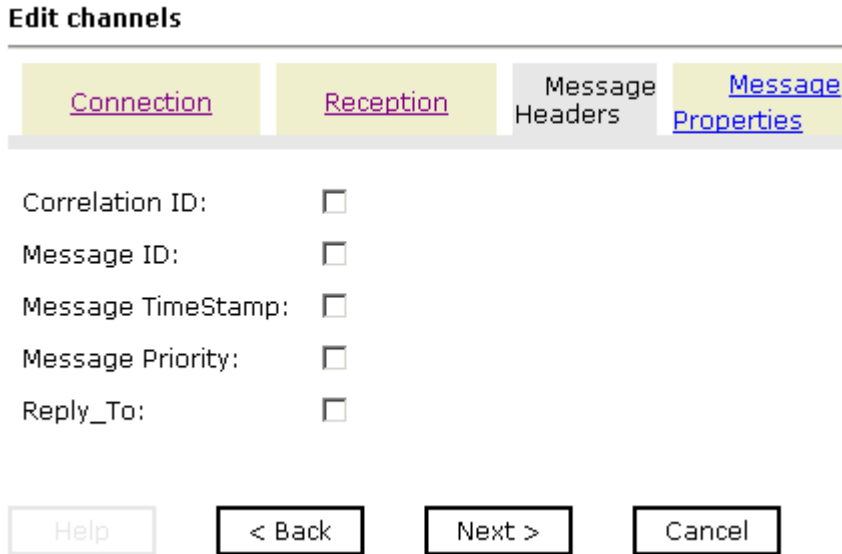 Edit channels
Connection
Reception
Message
Headers
Message
Properties
Correlation ID:
Message ID:
Message TimeStamp:
Message Priority:
Reply_To:
Help
< Back
Next >
Cancel